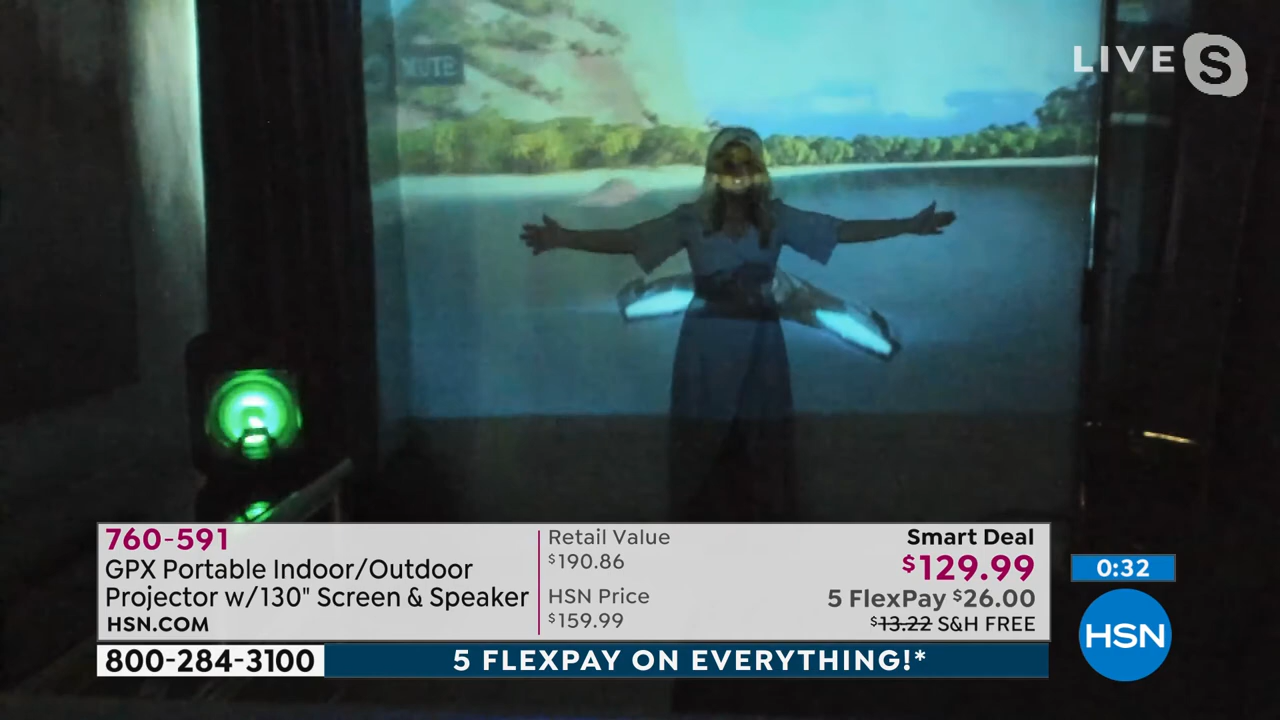 MUTE
LIVE S
760-591
GPX Portable Indoor/Outdoor
Projector w/130" Screen & Speaker
HSN.COM
Retail Value
$190.86
HSN Price
$159.99
Smart Deal
$129.99
5 FlexPay $26.00
$13.22 S&H FREE
0:32
HSN
800-284-3100
5 FLEXPAY ON EVERYTHING!*